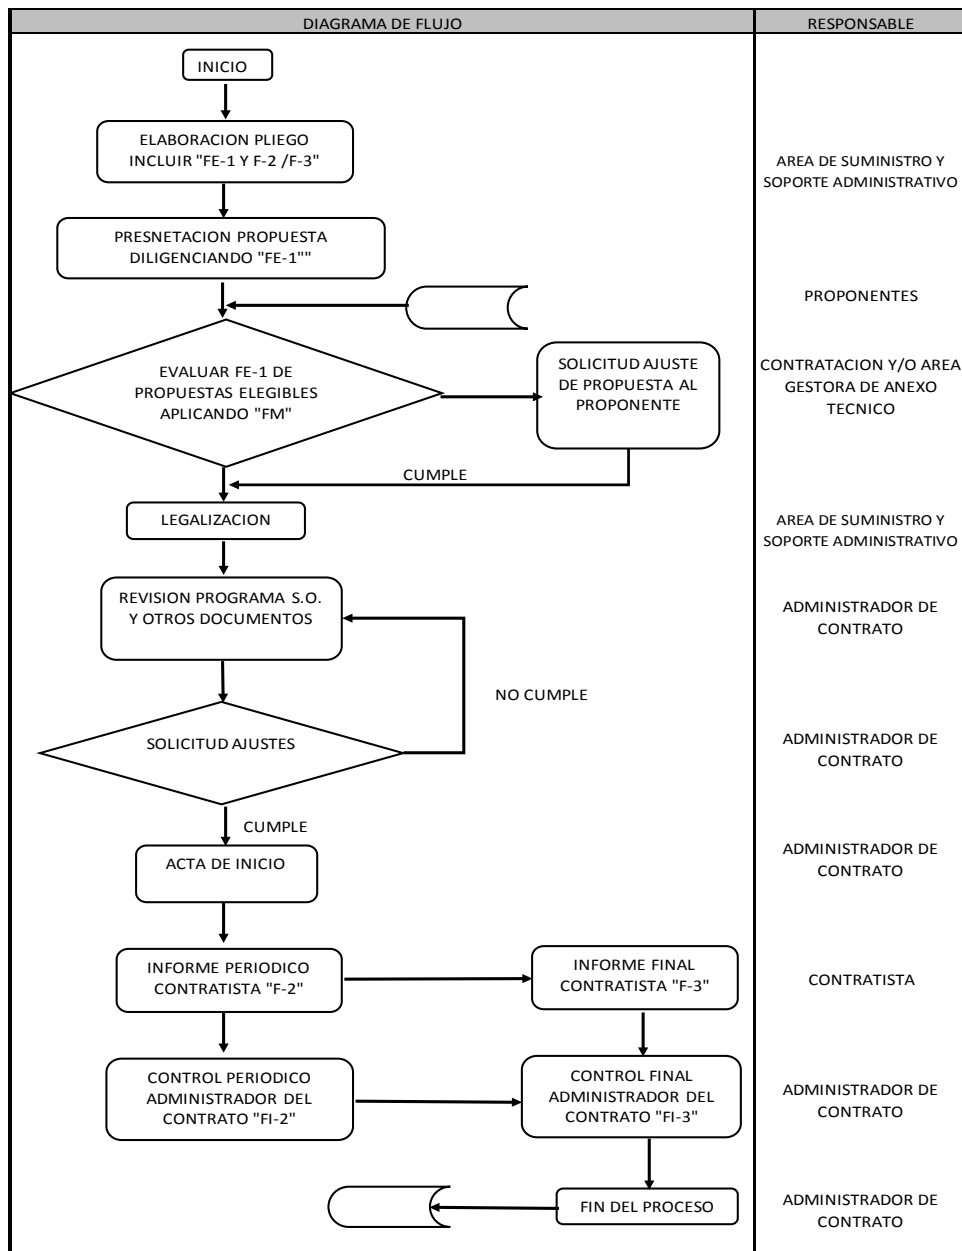 DIAGRAMA DE FLUJO
RESPONSABLE
INICIO
ELABORACION PLIEGO
INCLUIR "FE-1 Y F-2 /F-3"
AREA DE SUMINISTRO Y
SOPORTE ADMINISTRATIVO
PRESNETACION PROPUESTA
DILIGENCIANDO "FE-1""
PROPONENTES
EVALUAR FE-1 DE
PROPUESTAS ELEGIBLES
APLICANDO "FM"
SOLICITUD AJUSTE
DE PROPUESTA AL
PROPONENTE
CONTRATACION Y/O AREA
GESTORA DE ANEXO
TECNICO
CUMPLE
LEGALIZACION
AREA DE SUMINISTRO Y
SOPORTE ADMINISTRATIVO
REVISION PROGRAMA S.O.
Y OTROS DOCUMENTOS
ADMINISTRADOR DE
CONTRATO
NO CUMPLE
SOLICITUD AJUSTES
ADMINISTRADOR DE
CONTRATO
CUMPLE
ACTA DE INICIO
ADMINISTRADOR DE
CONTRATO
INFORME PERIODICO
CONTRATISTA "F-2"
INFORME FINAL
CONTRATISTA "F-3"
CONTRATISTA
CONTROL PERIODICO
ADMINISTRADOR DEL
CONTRATO "FI-2"
CONTROL FINAL
ADMINISTRADOR DEL
CONTRATO "FI-3"
ADMINISTRADOR DE
CONTRATO
FIN DEL PROCESO
ADMINISTRADOR DE
CONTRATO